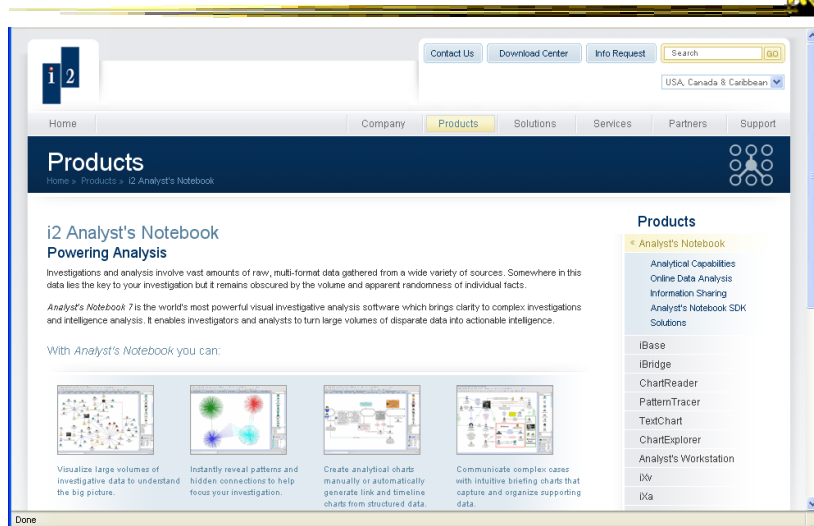 i2
Contact Us
Download Center
Info Request
Search
GO
USA, Canada & Caribbean
Home
Company
Products
Solutions
Services
Partners
Support
Products
Home » Products » i2 Analyst's Notebook
i2 Analyst's Notebook
Powering Analysis
Investigations and analysis involve vast amounts of raw, multi-format data gathered from a wide variety of sources. Somewhere in this
data lies the key to your investigation but it remains obscured by the volume and apparent randomness of individual facts.
Analyst's Notebook 7 is the world's most powerful visual investigative analysis software which brings clarity to complex investigations
and intelligence analysis. It enables investigators and analysts to turn large volumes of disparate data into actionable intelligence.
With Analyst's Notebook you can:
Visualize large volumes of
investigative data to understand
the big picture.
Instantly reveal patterns and
hidden connections to help
focus your investigation.
Create analytical charts
manually or automatically
generate link and timeline
charts from structured data.
Communicate complex cases
with intuitive briefing charts that
capture and organize supporting
data.
Products
« Analyst's Notebook
Analytical Capabilities
Online Data Analysis
Information Sharing
Analyst's Notebook SDK
Solutions
iBase
iBridge
ChartReader
PatternTracer
TextChart
ChartExplorer
Analyst's Workstation
iXv
iXa
Done